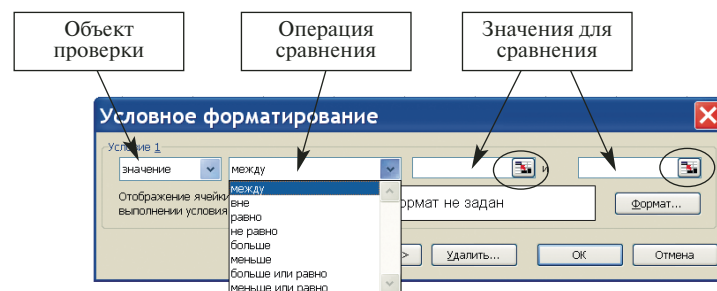 Объект
проверки
Операция
сравнения
Значения для
сравнения
Условное форматирование
Условие 1
значение
между
и
Отображение ячейки
выполнении условия
формат не задан
Формат...
между
вне
равно
не равно
больше
меньше
больше или равно
меньше или равно
>
Удалить...
ОК
Отмена